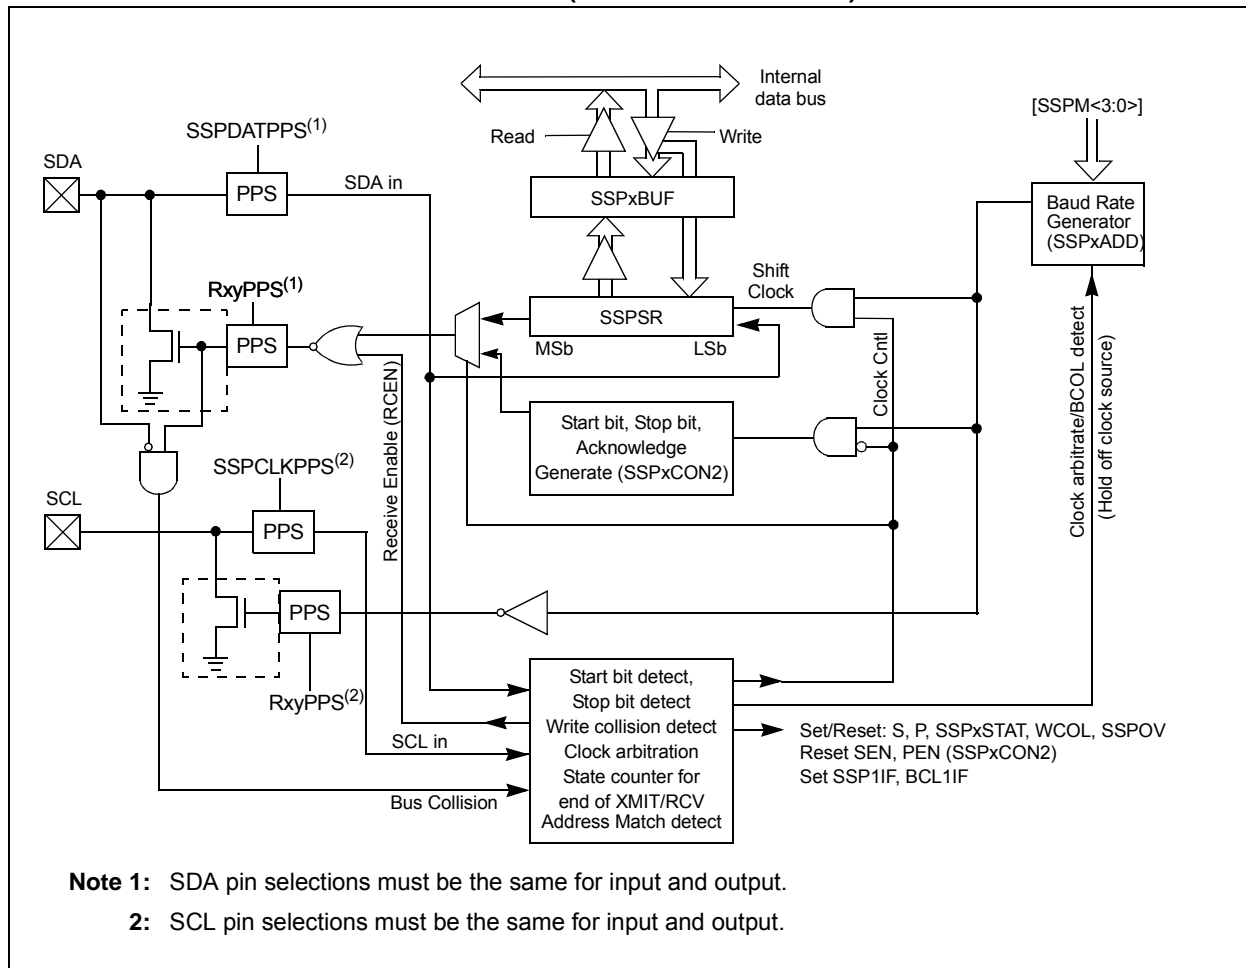 Internal
data bus
[SSPM<3:0>]
SSPDATPPS(1)
Read
Write
SDA
PPS
SDA in
SSPxBUF
Baud Rate
Generator
(SSPxADD)
RxyPPS(1)
Shift
Clock
PPS
SSPSR
MSb
LSb
Clock Cntl
Clock arbitrate/BCOL detect
(Hold off clock source)
Receive Enable (RCEN)
Start bit, Stop bit,
Acknowledge
Generate (SSPxCON2)
SSPCLKPPS(2)
SCL
PPS
PPS
RxyPPS(2)
SCL in
Bus Collision
Start bit detect,
Stop bit detect
Write collision detect
Clock arbitration
State counter for
end of XMIT/RCV
Address Match detect
Set/Reset: S, P, SSPxSTAT, WCOL, SSPOV
Reset SEN, PEN (SSPxCON2)
Set SSP1IF, BCL1IF
Note 1: SDA pin selections must be the same for input and output.
2: SCL pin selections must be the same for input and output.